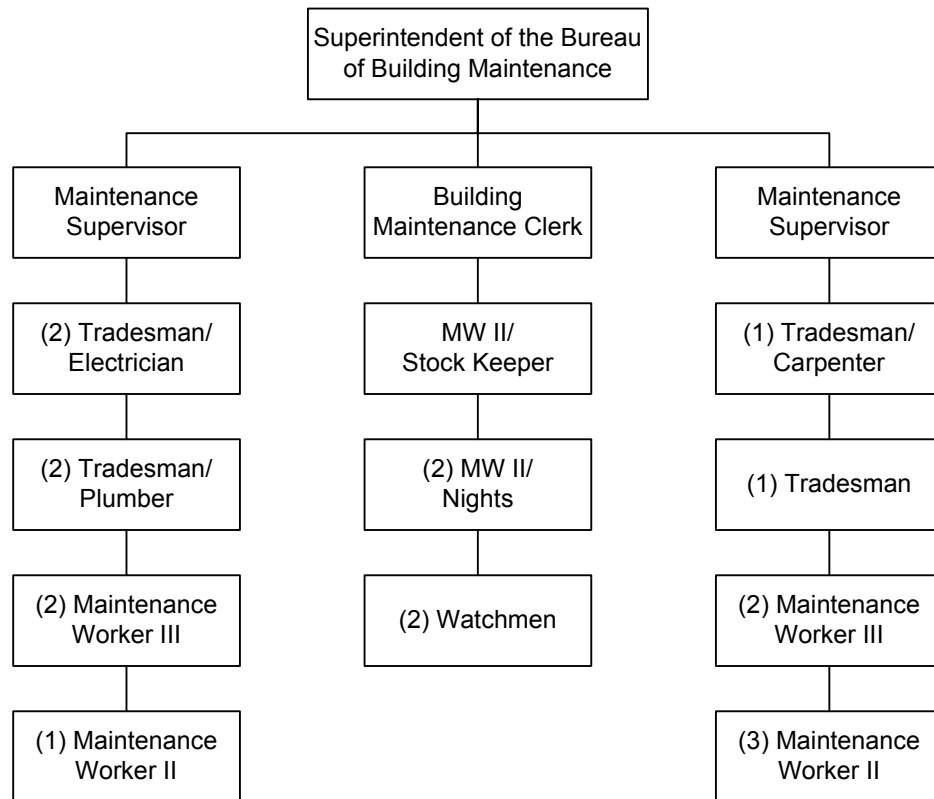 Superintendent of the Bureau
of Building Maintenance
Maintenance
Supervisor
Building
Maintenance Clerk
Maintenance
Supervisor
(2) Tradesman/
Electrician
MW II/
Stock Keeper
(1) Tradesman/
Carpenter
(2) Tradesman/
Plumber
(2) MW II/
Nights
(1) Tradesman
(2) Maintenance
Worker III
(2) Watchmen
(2) Maintenance
Worker III
(1) Maintenance
Worker II
(3) Maintenance
Worker II